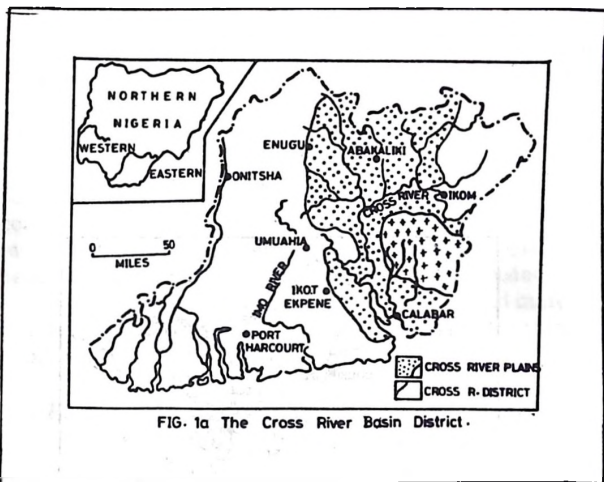 NORTHERN
NIGERIA
WESTERN
EASTERN
ENUGU
ABAKALIKI
ONITSHA
CROSS RIVER
IKOM
0 50
MILES
UMUAHIA
IMO RIVER
IKO.T
EKPENE
CALABAR
PORT
HARCOURT
CROSS RIVER PLAINS
CROSS R. DISTRICT
FIG. 1a The Cross River Basin District.